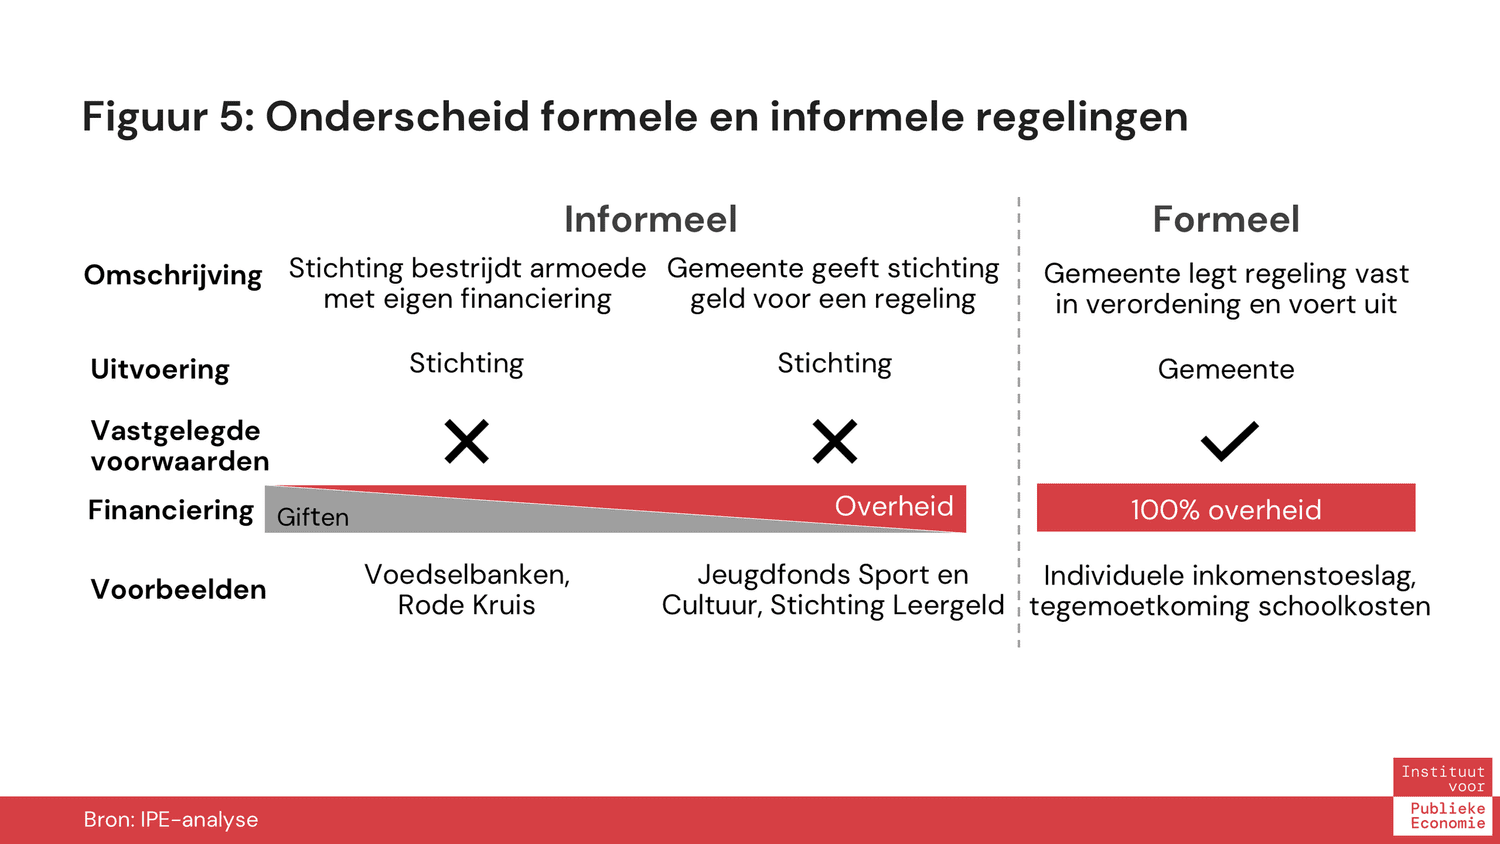 Figuur 5: Onderscheid formele en informele regelingen
Informeel
Formeel
Omschrijving
Stichting bestrijdt armoede
met eigen financiering
Gemeente geeft stichting
geld voor een regeling
Gemeente legt regeling vast
in verordening en voert uit
Uitvoering
Stichting
Stichting
Gemeente
Vastgelegde
voorwaarden
Financiering
Giften
Overheid
100% overheid
Voorbeelden
Voedselbanken,
Rode Kruis
Jeugdfonds Sport en
Cultuur, Stichting Leergeld
Individuele inkomenstoeslag,
tegemoetkoming schoolkosten
Bron: IPE-analyse
Instituut
voor
Publieke
Economie